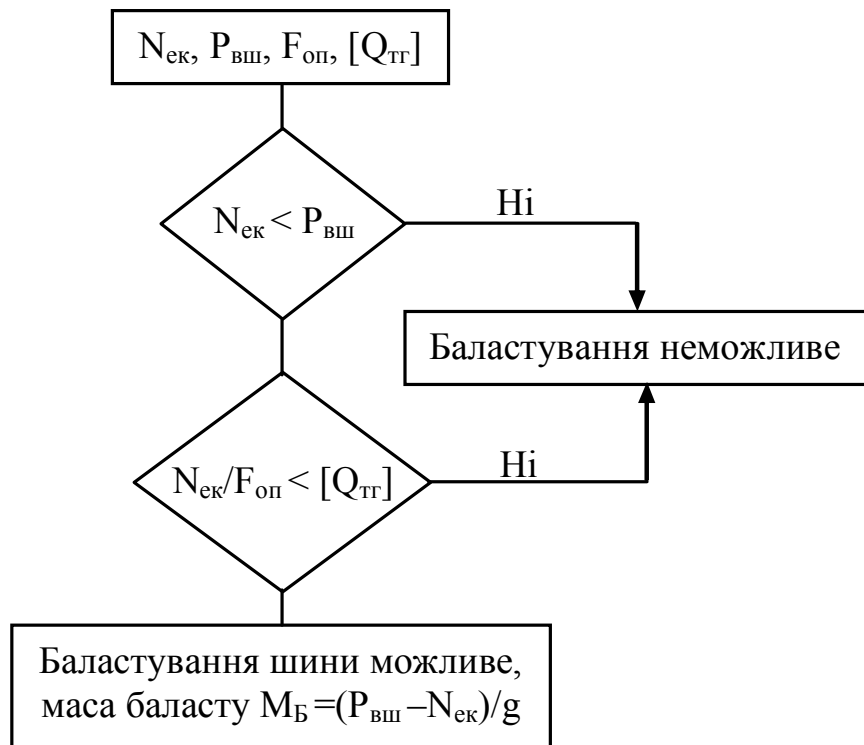 Nек, Pвш, Fоп, [Qтг]
Nек < Pвш
Ні
Баластування неможливе
Nек/Fоп < [Qтг]
Ні
Баластування шини можливе,
маса баласту MБ =(Pвш –Nек)/g